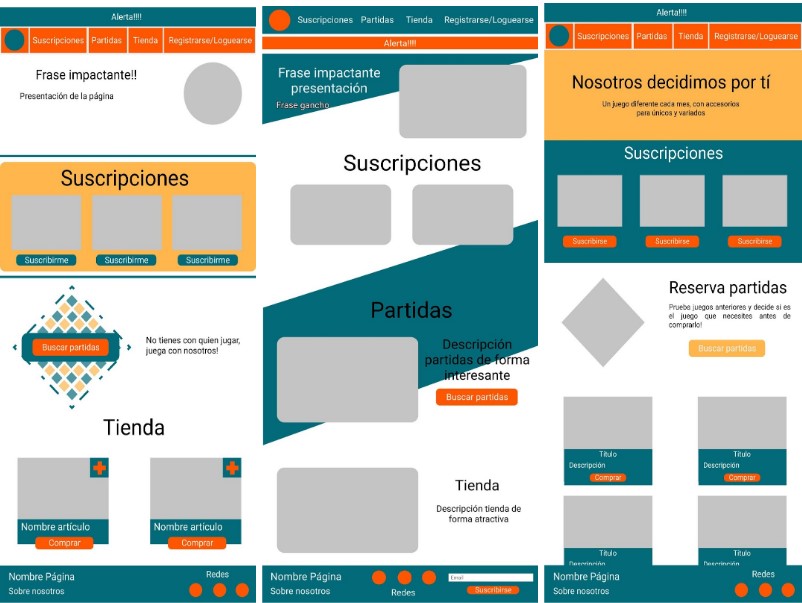 Alerta!!!!
Suscripciones Partidas Tienda Registrarse/Loguearse
Frase impactante!!
Presentación de la página
Suscripciones
Suscribirme Suscribirme Suscribirme
Buscar partidas
No tienes con quien jugar,
juega con nosotros!
Tienda
Nombre artículo Nombre artículo
Comprar Comprar
Nombre Página
Sobre nosotros
Redes
Suscripciones Partidas Tienda Registrarse/Loguearse
Alerta!!!!
Frase impactante
presentación
Frase gancho
Suscripciones
Partidas
Descripción
partidas de forma
interesante
Buscar partidas
Tienda
Descripción tienda de
forma atractiva
Nombre Página
Sobre nosotros
Redes
Email
Suscribirse
Alerta!!!!
Suscripciones Partidas Tienda Registrarse/Loguearse
Nosotros decidimos por tí
Un juego diferente cada mes, con accesorios
para únicos y variados
Suscripciones
Suscribirse Suscribirse Suscribirse
Reserva partidas
Prueba juegos anteriores y decide si es
el juego que necesites antes de
comprarlo!
Buscar partidas
Título Título
Descripción Descripción
Comprar Comprar
Título Título
Descripción Descripción
Nombre Página
Sobre nosotros
Redes